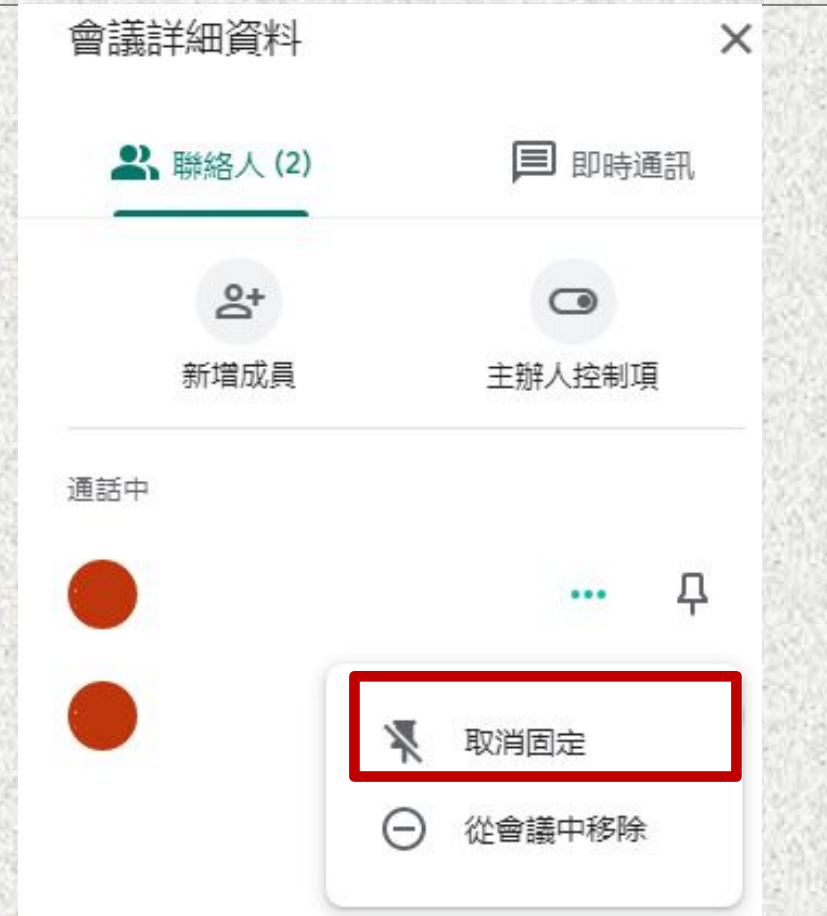 會議詳細資料
聯絡人 (2)
即時通訊
新增成員
主辦人控制項
通話中
取消固定
從會議中移除